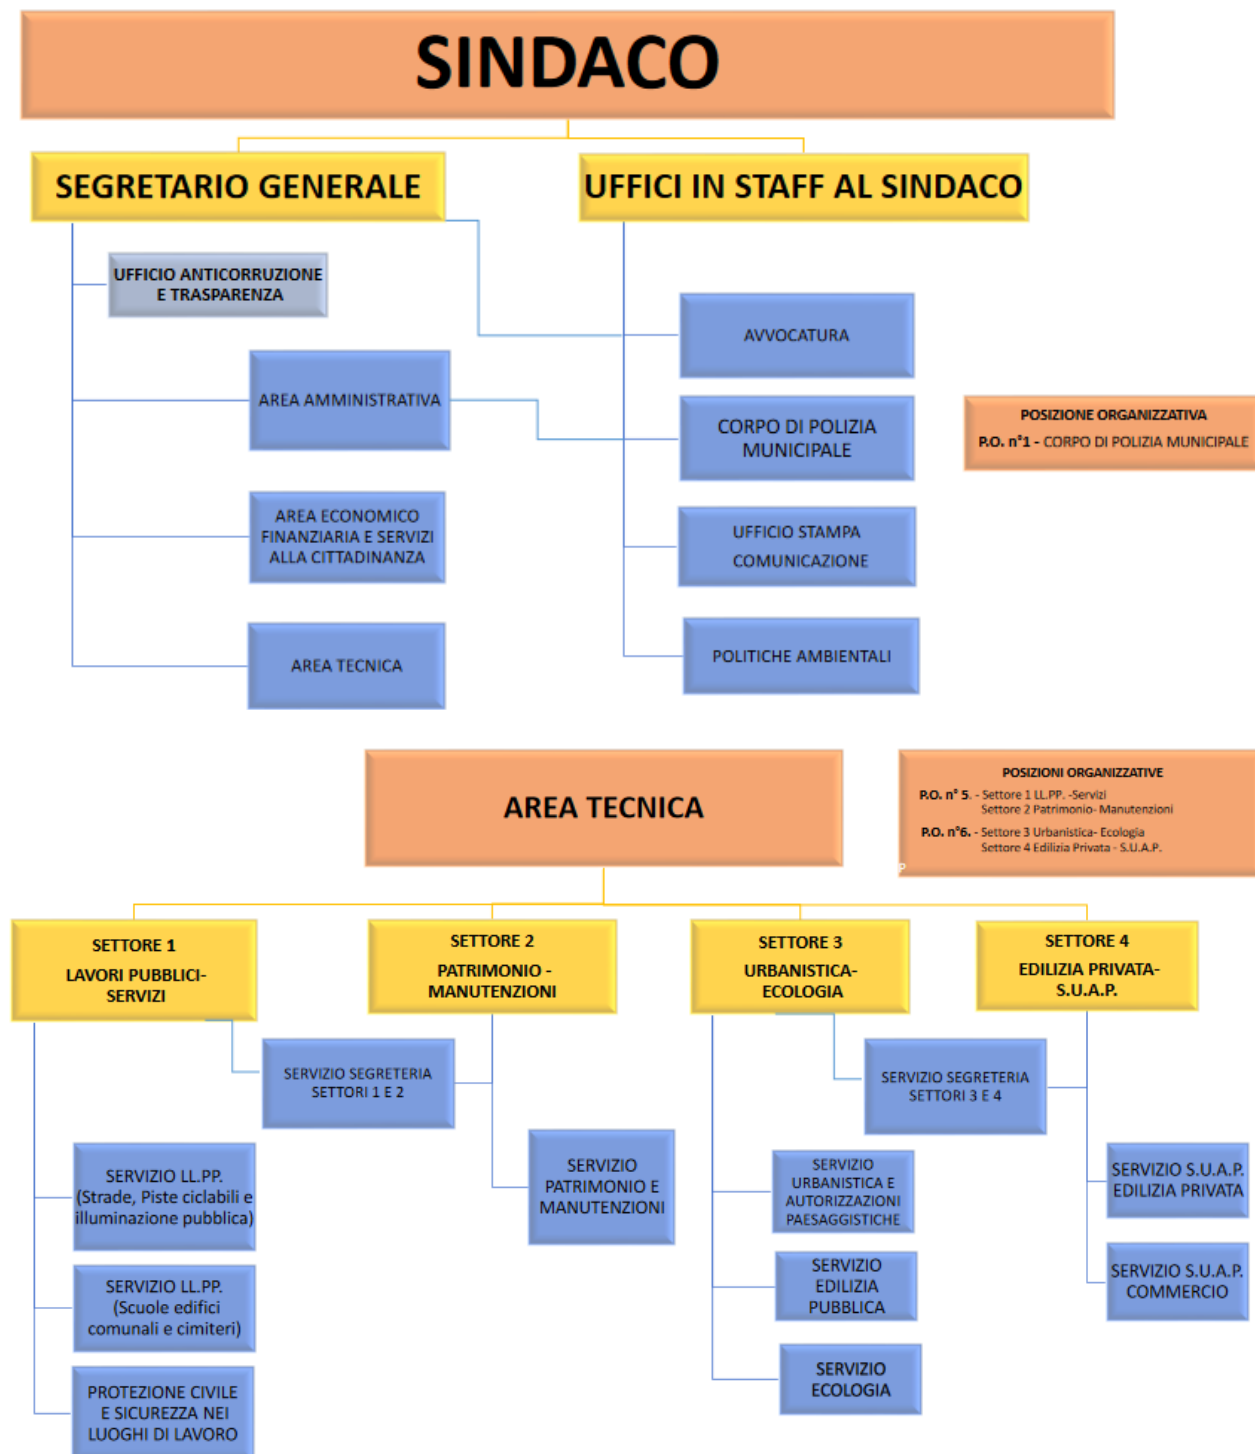 SINDACO
SEGRETARIO GENERALE
UFFICI IN STAFF AL SINDACO
UFFICIO ANTICORRUZIONE
E TRASPARENZA
AVVOCATURA
AREA AMMINISTRATIVA
CORPO DI POLIZIA
MUNICIPALE
POSIZIONE ORGANIZZATIVA
P.O. n°1 - CORPO DI POLIZIA MUNICIPALE
AREA ECONOMICO
FINANZIARIA E SERVIZI
ALLA CITTADINANZA
UFFICIO STAMPA
COMUNICAZIONE
AREA TECNICA
POLITICHE AMBIENTALI
AREA TECNICA
POSIZIONI ORGANIZZATIVE
P.O. n° 5. - Settore 1 LL.PP. -Servizi
Settore 2 Patrimonio- Manutenzioni
P.O. n°6. - Settore 3 Urbanistica- Ecologia
Settore 4 Edilizia Privata - S.U.A.P.
P
SETTORE 1
LAVORI PUBBLICI-
SERVIZI
SETTORE 2
PATRIMONIO -
MANUTENZIONI
SETTORE 3
URBANISTICA-
ECOLOGIA
SETTORE 4
EDILIZIA PRIVATA-
S.U.A.P.
SERVIZIO SEGRETERIA
SETTORI 1 E 2
SERVIZIO SEGRETERIA
SETTORI 3 E 4
SERVIZIO LL.PP.
(Strade, Piste ciclabili e
illuminazione pubblica)
SERVIZIO
PATRIMONIO E
MANUTENZIONI
SERVIZIO
URBANISTICA E
AUTORIZZAZIONI
PAESAGGISTICHE
SERVIZIO S.U.A.P.
EDILIZIA PRIVATA
SERVIZIO LL.PP.
(Scuole edifici
comunali e cimiteri)
SERVIZIO
EDILIZIA
PUBBLICA
SERVIZIO S.U.A.P.
COMMERCIO
PROTEZIONE CIVILE
E SICUREZZA NEI
LUOGHI DI LAVORO
SERVIZIO
ECOLOGIA